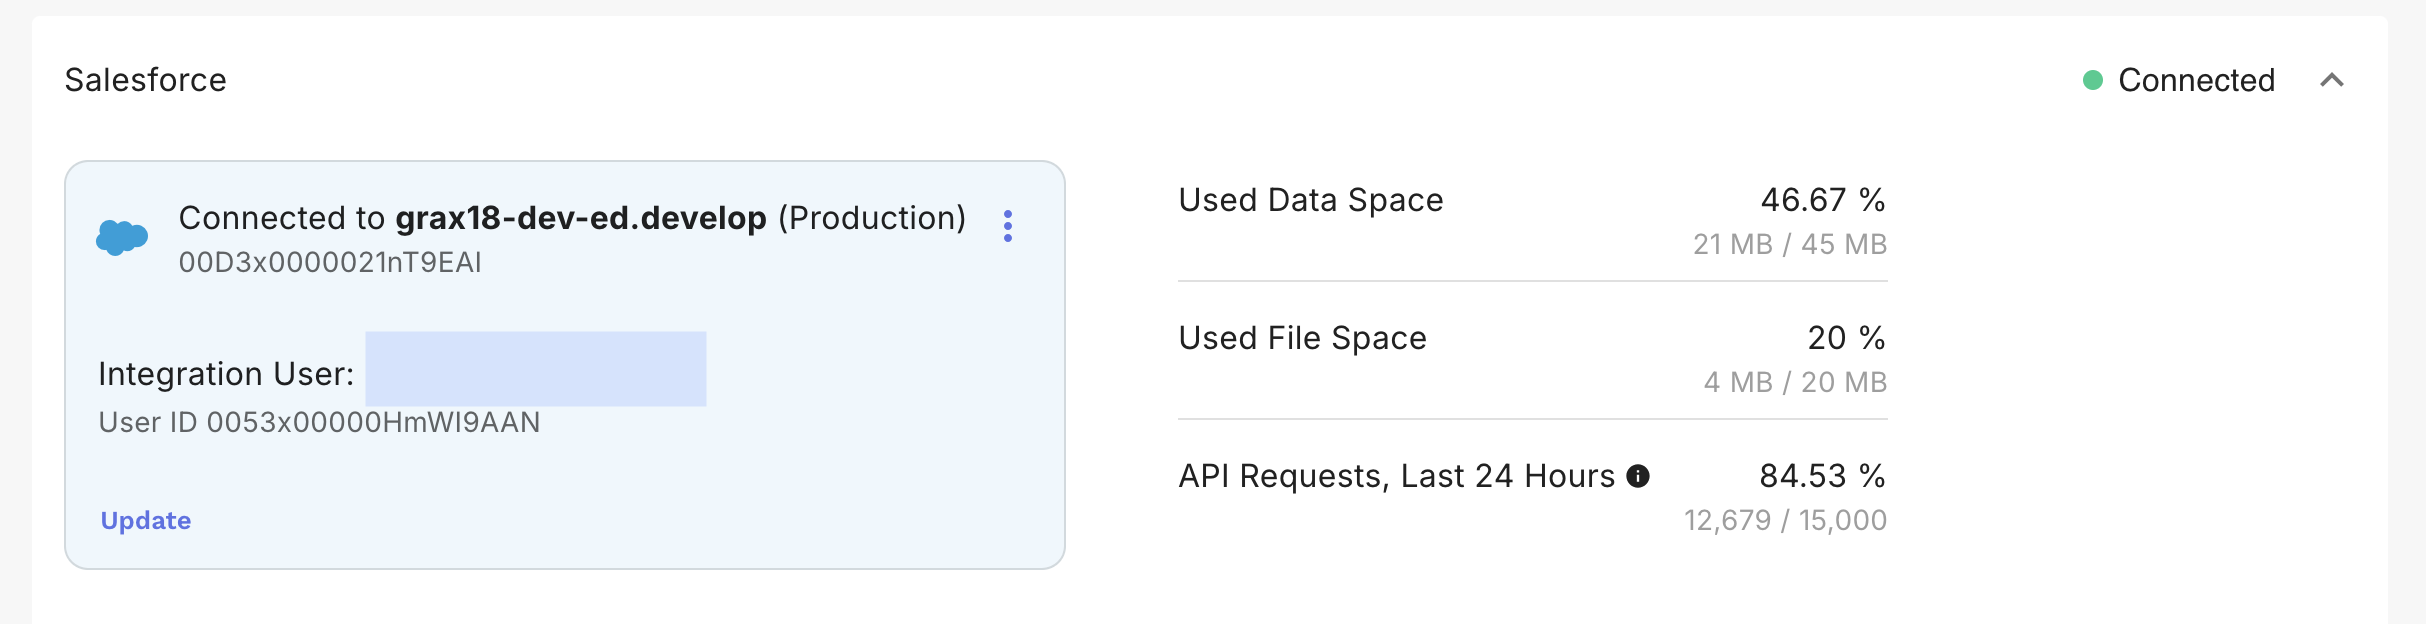 Salesforce
Connected
Connected to grax18-dev-ed.develop (Production)
00D3x0000021nT9EAI
Integration User:
User ID 0053x00000HmWI9AAN
Update
Used Data Space 46.67 %
21 MB / 45 MB
Used File Space 20 %
4 MB / 20 MB
API Requests, Last 24 Hours 84.53 %
12,679 / 15,000